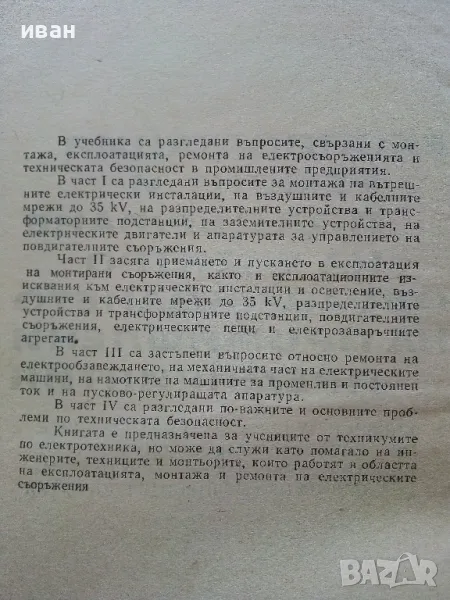 иван
В учебника са разгледани въпросите, свързани с мон-
тажа, експлоатацията, ремонта на електросъоръженията и
техническата безопасност в промишлените предприятия.
В част I са разгледани въпросите за монтажа на вътреш-
ните електрически инсталации, на въздушните и кабелните
мрежи до 35 kV, на разпределителните устройства и транс-
форматорните подстанции, на заземителните устройства, на
електрическите двигатели и апаратурата за управлението на
повдигателните съоръжения.
Част II засяга приемането и пускането в експлоатация
на монтирани съоръжения, както и експлоатационните из-
исквания към електрическите инсталации и осветление, въз-
душните и кабелните мрежи до 35 kV, разпределителните
устройства и трансформаторните подстанции, повдигателните
съоръжения, електрическите пещи и електрозаваръчните
агрегати.
В част III са застъпени въпросите относно ремонта на
електрообзавеждането, на механичната част на електрическите
машини, на намотките на машините за променлив и постоянен
ток и на пусково-регулиращата апаратура.
В част IV са разгледани по-важните и основните проб-
леми по техническата безопасност.
Книгата е предназначена за учениците от техникумите
по електротехника, но може да служи като помагало на ин-
женерите, техниците и монтьорите, които работят в областта
на експлоатацията, монтажа и ремонта на електрическите
съоръжения
BAZAR.bg